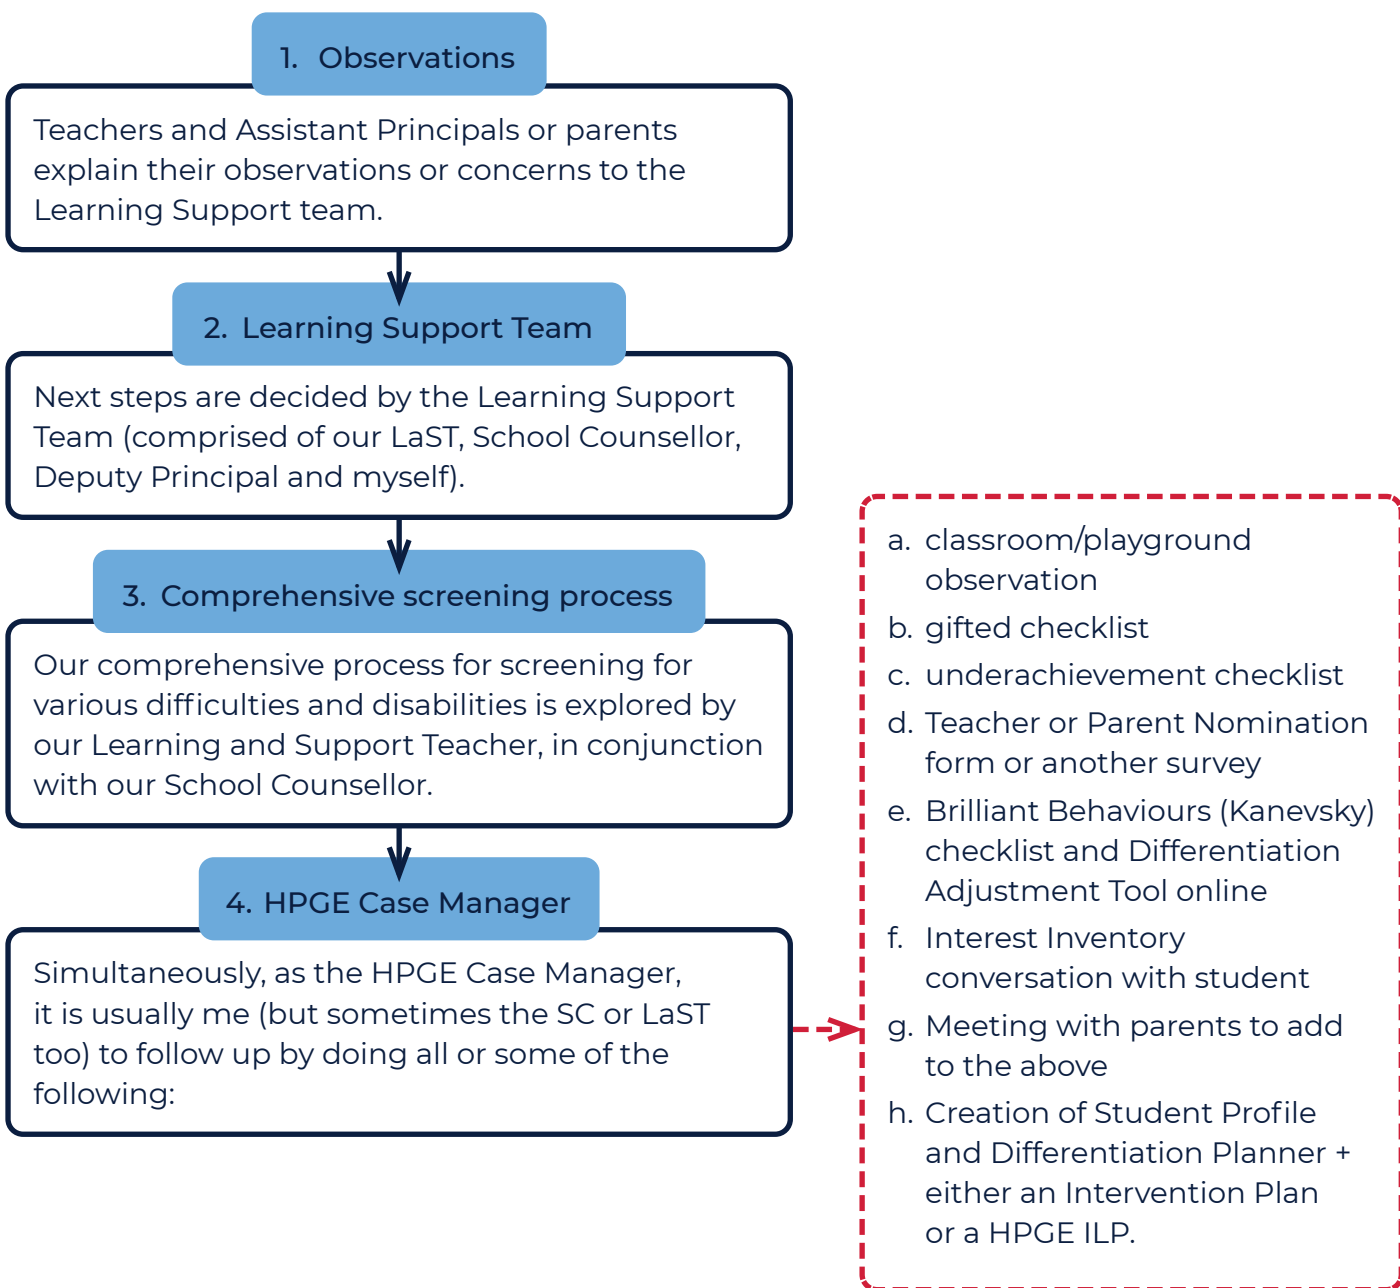 1. Observations
Teachers and Assistant Principals or parents
explain their observations or concerns to the
Learning Support team.
2. Learning Support Team
Next steps are decided by the Learning Support
Team (comprised of our LaST, School Counsellor,
Deputy Principal and myself).
3. Comprehensive screening process
Our comprehensive process for screening for
various difficulties and disabilities is explored by
our Learning and Support Teacher, in conjunction
with our School Counsellor.
4. HPGE Case Manager
Simultaneously, as the HPGE Case Manager,
it is usually me (but sometimes the SC or LaST
too) to follow up by doing all or some of the
following:
a. classroom/playground
observation
b. gifted checklist
c. underachievement checklist
d. Teacher or Parent Nomination
form or another survey
e. Brilliant Behaviours (Kanevsky)
checklist and Differentiation
Adjustment Tool online
f. Interest Inventory
conversation with student
g. Meeting with parents to add
to the above
h. Creation of Student Profile
and Differentiation Planner +
either an Intervention Plan
or a HPGE ILP.